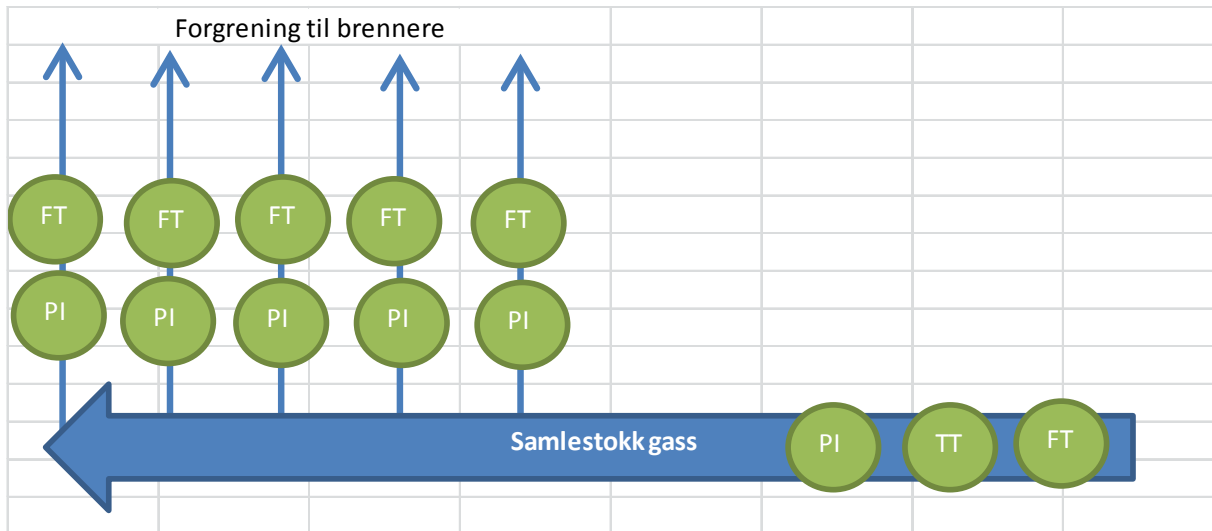 Forgrening til brennere
FT FT FT FT FT
PI PI PI PI PI
Samlestokk gass PI TT FT